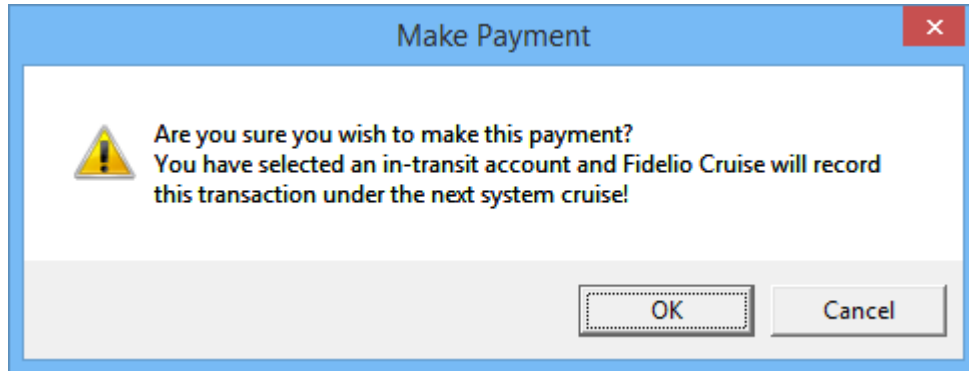 Make Payment
Are you sure you wish to make this payment?
You have selected an in-transit account and Fidelio Cruise will record
this transaction under the next system cruise!
OK
Cancel